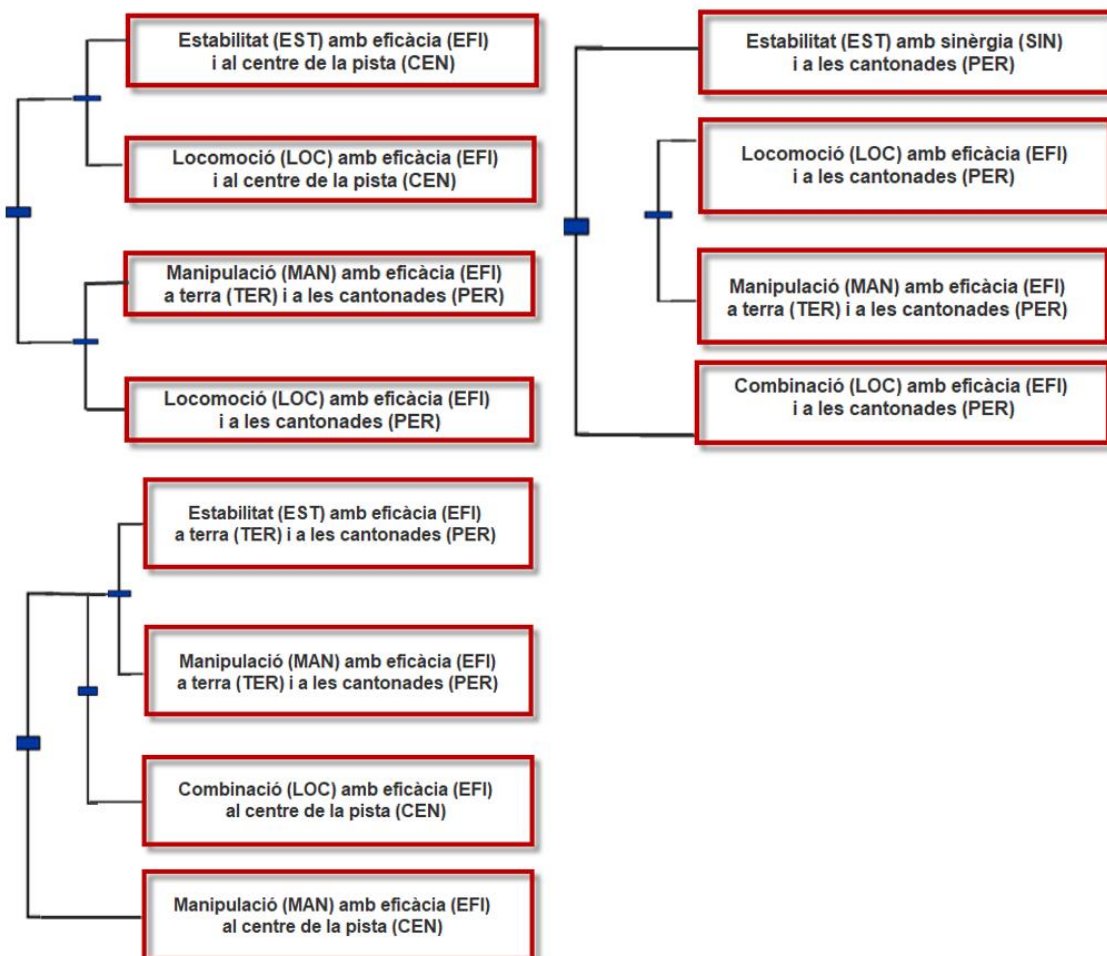 Estabilitat (EST) amb eficàcia (EFI)
i al centre de la pista (CEN)
Locomoció (LOC) amb eficàcia (EFI)
i al centre de la pista (CEN)
Manipulació (MAN) amb eficàcia (EFI)
a terra (TER) i a les cantonades (PER)
Locomoció (LOC) amb eficàcia (EFI)
i a les cantonades (PER)
Estabilitat (EST) amb sinèrgia (SIN)
i a les cantonades (PER)
Locomoció (LOC) amb eficàcia (EFI)
i a les cantonades (PER)
Manipulació (MAN) amb eficàcia (EFI)
a terra (TER) i a les cantonades (PER)
Combinació (LOC) amb eficàcia (EFI)
i a les cantonades (PER)
Estabilitat (EST) amb eficàcia (EFI)
a terra (TER) i a les cantonades (PER)
Manipulació (MAN) amb eficàcia (EFI)
a terra (TER) i a les cantonades (PER)
Combinació (LOC) amb eficàcia (EFI)
al centre de la pista (CEN)
Manipulació (MAN) amb eficàcia (EFI)
al centre de la pista (CEN)